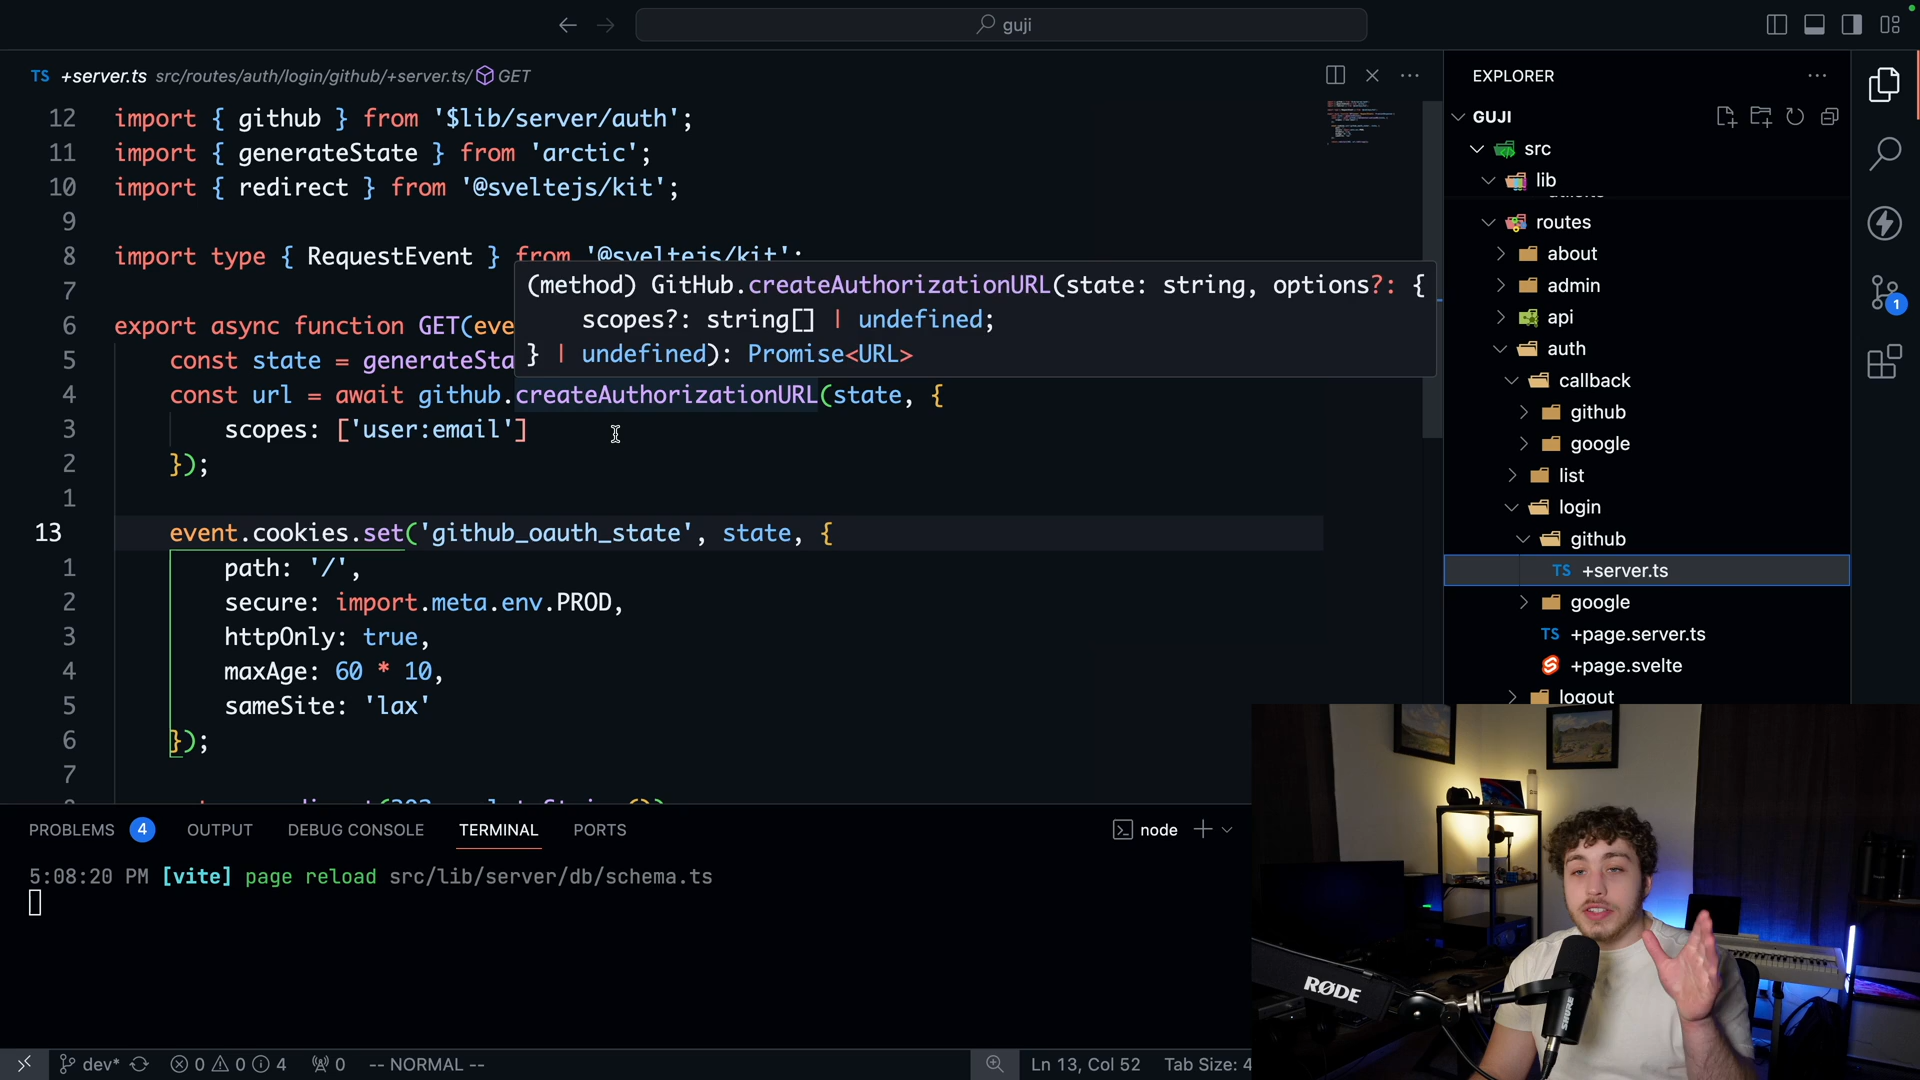 guji
TS +server.ts src/routes/auth/login/github/+server.ts/ GET
12 import { github } from '$lib/server/auth';
11 import { generateState } from 'arctic';
10 import { redirect } from '@sveltejs/kit';
9
8 import type { RequestEvent } from '@sveltejs/kit';
7
(method) GitHub.createAuthorizationURL(state: string, options?: {
scopes?: string[] | undefined;
} | undefined): Promise<URL>
6 export async function GET(eve
5 const state = generateSta
4 const url = await github.createAuthorizationURL(state, {
3 scopes: ['user:email']
2 });
1
13 event.cookies.set('github_oauth_state', state, {
1 path: '/',
2 secure: import.meta.env.PROD,
3 httpOnly: true,
4 maxAge: 60 * 10,
5 sameSite: 'lax'
6 });
7
EXPLORER
GUJI
src
lib
routes
about
admin
api
auth
callback
github
google
list
login
github
TS +server.ts
google
TS +page.server.ts
+page.svelte
logout
1
PROBLEMS 4 OUTPUT DEBUG CONSOLE TERMINAL PORTS
node
5:08:20 PM [vite] page reload src/lib/server/db/schema.ts
dev* 0 0 4 0 -- NORMAL --
Ln 13, Col 52 Tab Size: 4
RØDE
SHURE